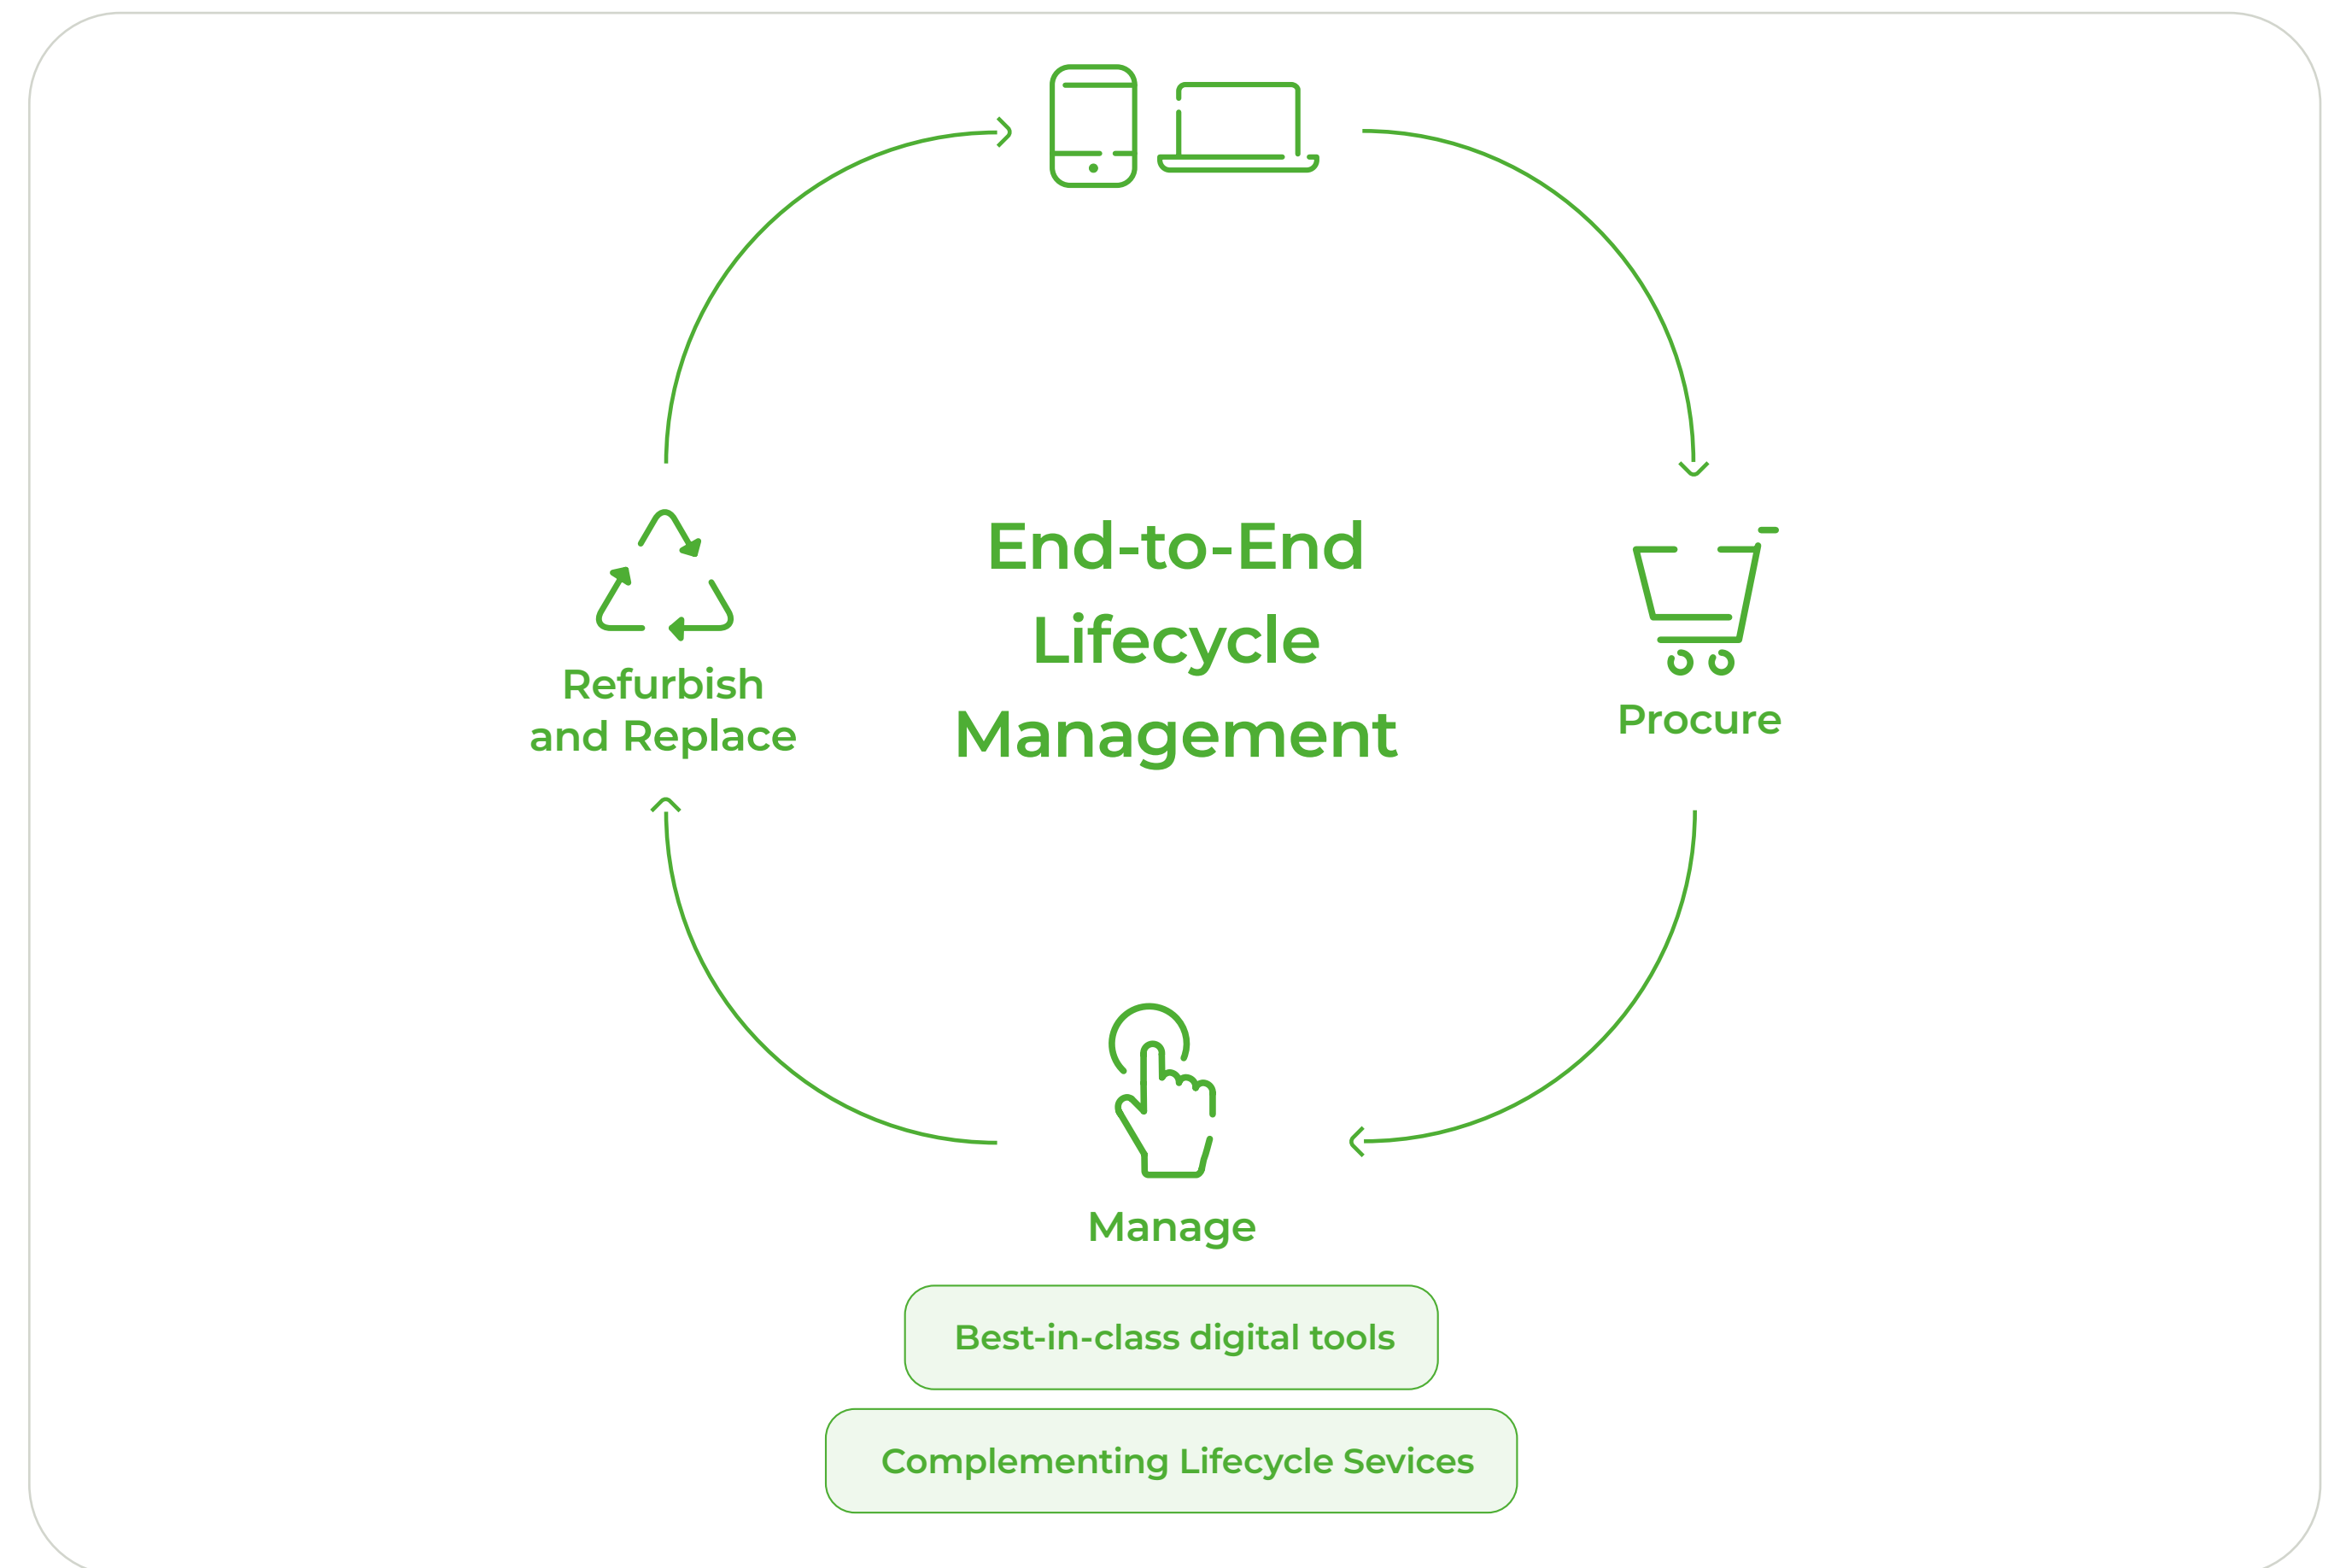 End-to-End
Lifecycle
Management
Refurbish
and Replace
Procure
Manage
Best-in-class digital tools
Complementing Lifecycle Sevices